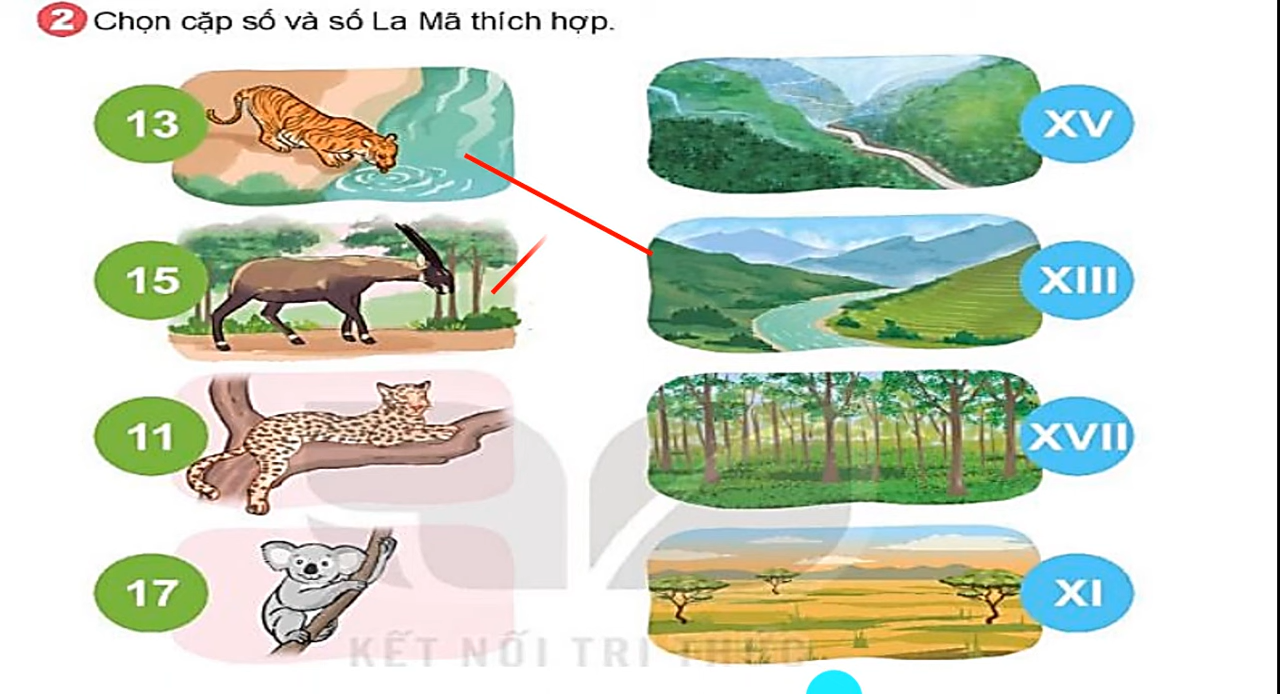 2 Chọn cặp số và số La Mã thích hợp.
13 XV
15 XIII
11 XVII
17 XI
KẾT NỐI TRI THỨC